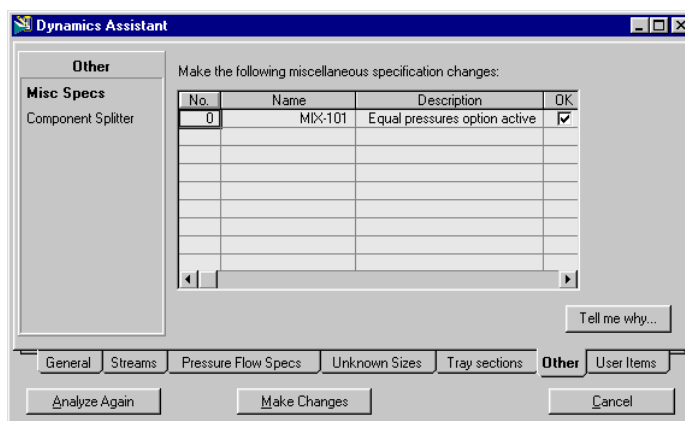 Dynamics Assistant
Other
Misc Specs
Component Splitter
Make the following miscellaneous specification changes:
No. Name Description OK
0 MIX-101 Equal pressures option active
Tell me why...
General Streams Pressure Flow Specs Unknown Sizes Tray sections Other User Items
Analyze Again Make Changes Cancel